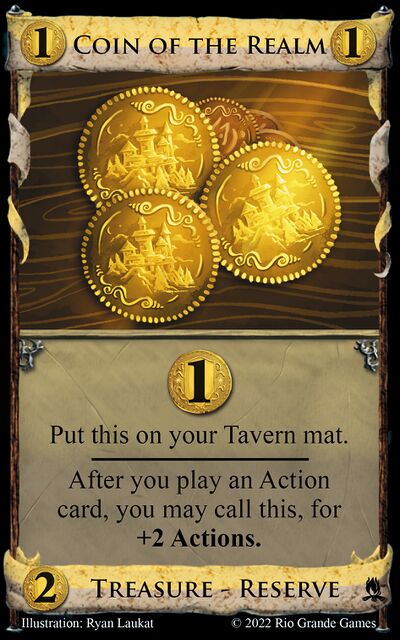 1 COIN OF THE REALM 1
1
Put this on your Tavern mat.
After you play an Action
card, you may call this, for
+2 Actions.
2 TREASURE – RESERVE
Illustration: Ryan Laukat © 2022 Rio Grande Games